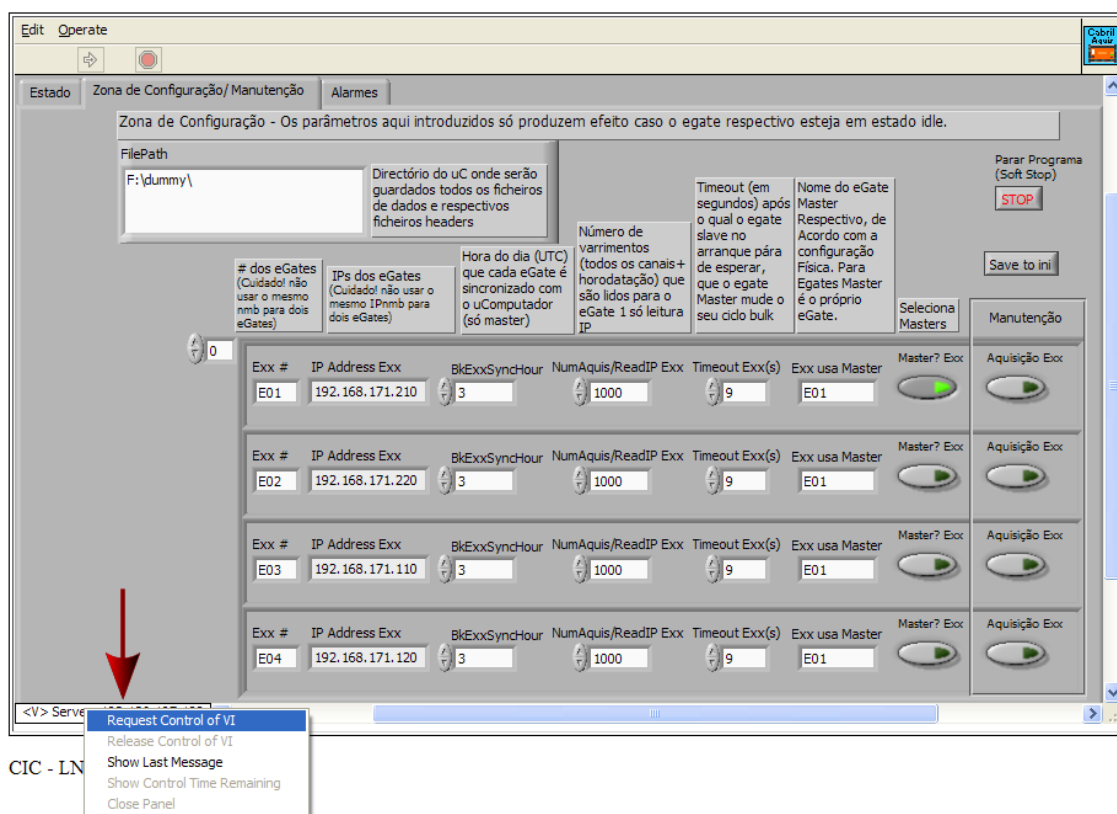 Edit Operate
Cabril
Aquis
Estado Zona de Configuração/Manutenção Alarmes
Zona de Configuração - Os parâmetros aqui introduzidos só produzem efeito caso o egate respectivo esteja em estado idle.
FilePath
F:\dummy\
Directório do uC onde serão
guardados todos os ficheiros
de dados e respectivos
ficheiros headers
Parar Programa
(Soft Stop)
STOP
Save to ini
# dos eGates
(Cuidado! não
usar o mesmo
nmb para dois
eGates)
IPs dos eGates
(Cuidado! não usar o
mesmo IPnmb para
dois eGates)
Hora do dia (UTC)
que cada eGate é
sincronizado com
o uComputador
(só master)
Número de
varrimentos
(todos os canais+
horodatação) que
são lidos para o
eGate 1 só leitura
IP
Timeout (em
segundos) após
o qual o egate
slave no
arranque pára
de esperar,
que o egate
Master mude o
seu ciclo bulk
Nome do eGate
Master
Respectivo, de
Acordo com a
configuração
Física. Para
Egates Master
é o próprio
eGate.
Seleciona
Masters
Manutenção
0
Exx # IP Address Exx BkExxSyncHour NumAquis/ReadIP Exx Timeout Exx(s) Exx usa Master Master? Exx Aquisição Exx
E01 192.168.171.210 3 1000 9 E01
Exx # IP Address Exx BkExxSyncHour NumAquis/ReadIP Exx Timeout Exx(s) Exx usa Master Master? Exx Aquisição Exx
E02 192.168.171.220 3 1000 9 E01
Exx # IP Address Exx BkExxSyncHour NumAquis/ReadIP Exx Timeout Exx(s) Exx usa Master Master? Exx Aquisição Exx
E03 192.168.171.110 3 1000 9 E01
Exx # IP Address Exx BkExxSyncHour NumAquis/ReadIP Exx Timeout Exx(s) Exx usa Master Master? Exx Aquisição Exx
E04 192.168.171.120 3 1000 9 E01
<V> Serve
Request Control of VI
Release Control of VI
Show Last Message
Show Control Time Remaining
Close Panel
CIC - LN